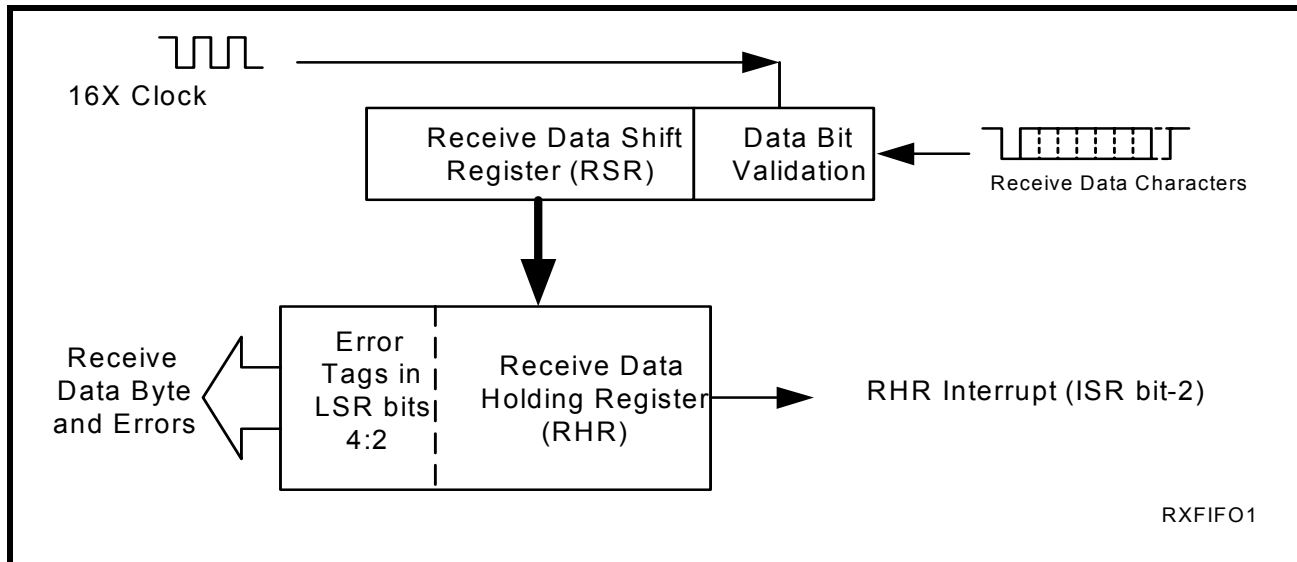 16X Clock
Receive Data Shift
Register (RSR)
Data Bit
Validation
Receive Data Characters
Receive
Data Byte
and Errors
Error
Tags in
LSR bits
4:2
Receive Data
Holding Register
(RHR)
RHR Interrupt (ISR bit-2)
RXFIFO1